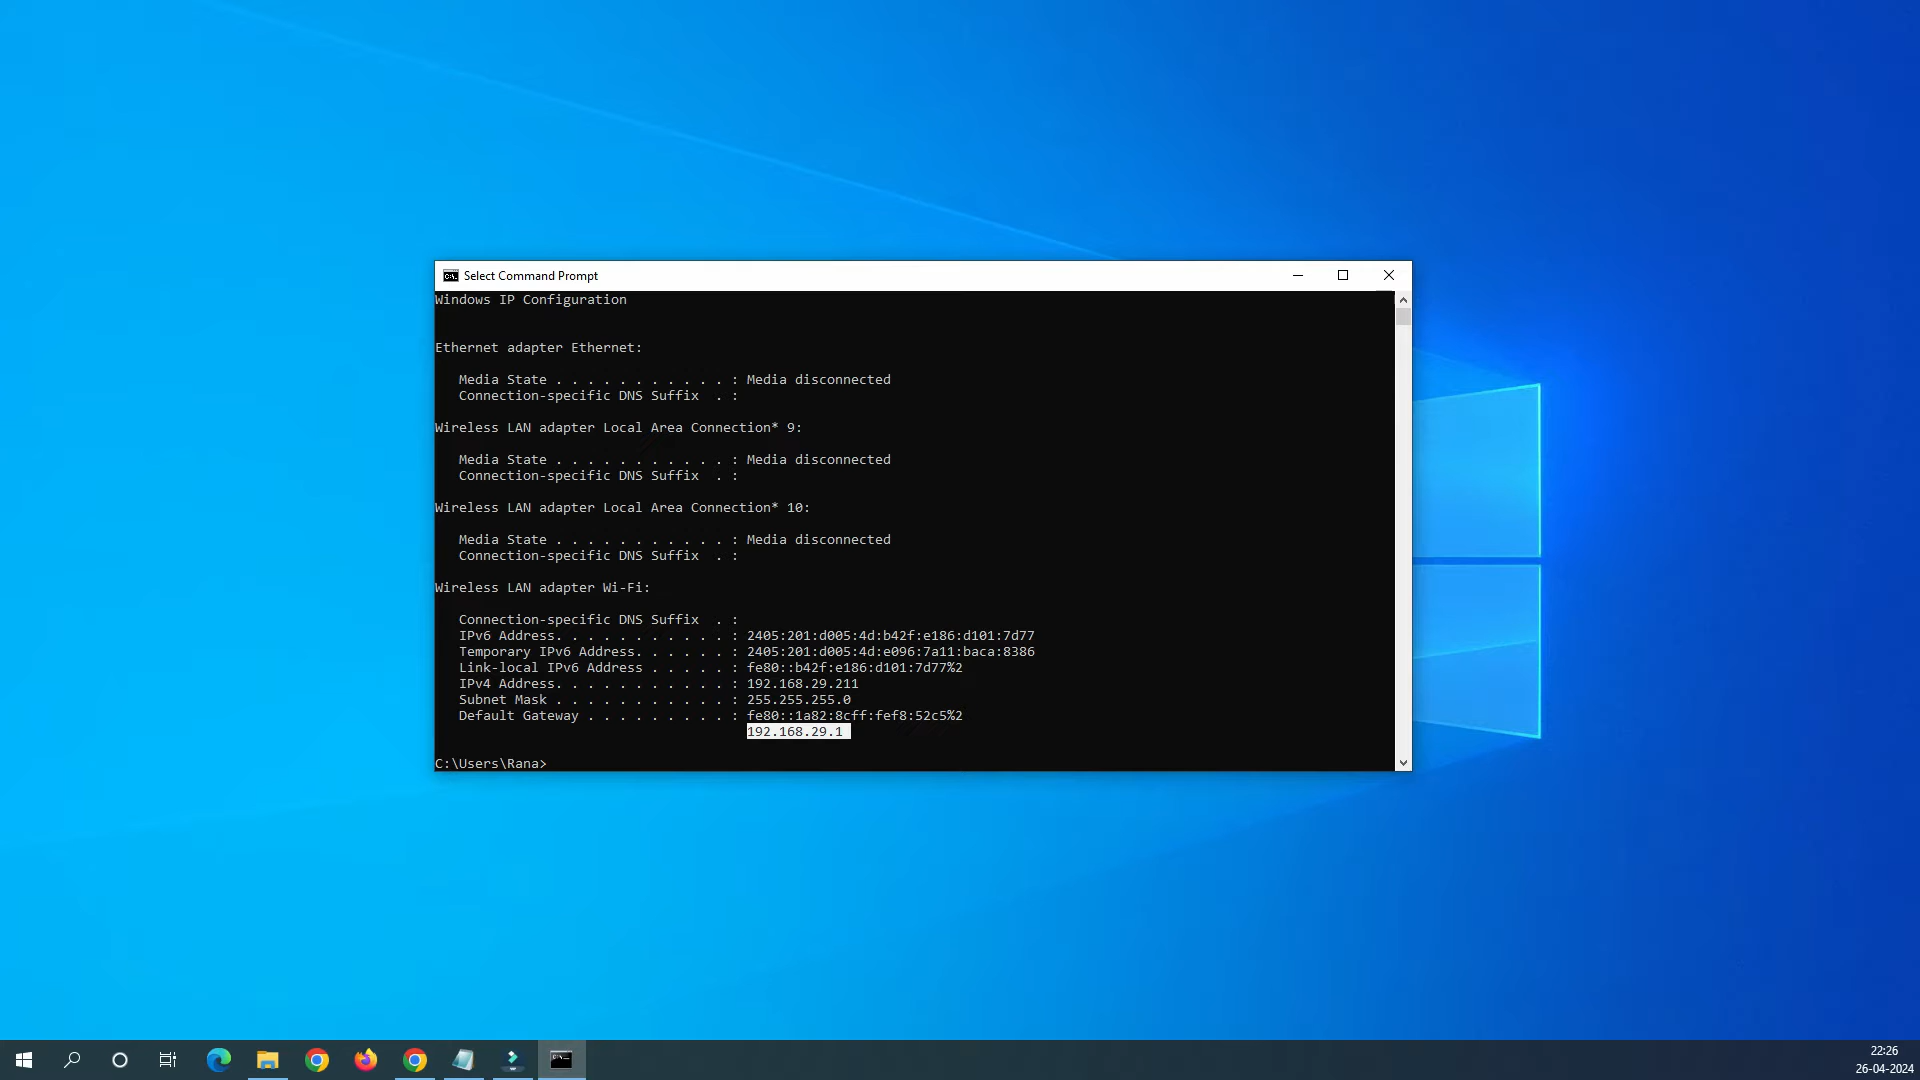 Select Command Prompt
Windows IP Configuration
Ethernet adapter Ethernet:
Media State . . . . . . . . . . . : Media disconnected
Connection-specific DNS Suffix  . :
Wireless LAN adapter Local Area Connection* 9:
Media State . . . . . . . . . . . : Media disconnected
Connection-specific DNS Suffix  . :
Wireless LAN adapter Local Area Connection* 10:
Media State . . . . . . . . . . . : Media disconnected
Connection-specific DNS Suffix  . :
Wireless LAN adapter Wi-Fi:
Connection-specific DNS Suffix  . :
IPv6 Address. . . . . . . . . . . : 2405:201:d005:4d:b42f:e186:d101:7d77
Temporary IPv6 Address. . . . . . : 2405:201:d005:4d:e096:7a11:baca:8386
Link-local IPv6 Address . . . . . : fe80::b42f:e186:d101:7d77%2
IPv4 Address. . . . . . . . . . . : 192.168.29.211
Subnet Mask . . . . . . . . . . . : 255.255.255.0
Default Gateway . . . . . . . . . : fe80::1a82:8cff:fef8:52c5%2
192.168.29.1
C:\Users\Rana>
22:26
26-04-2024